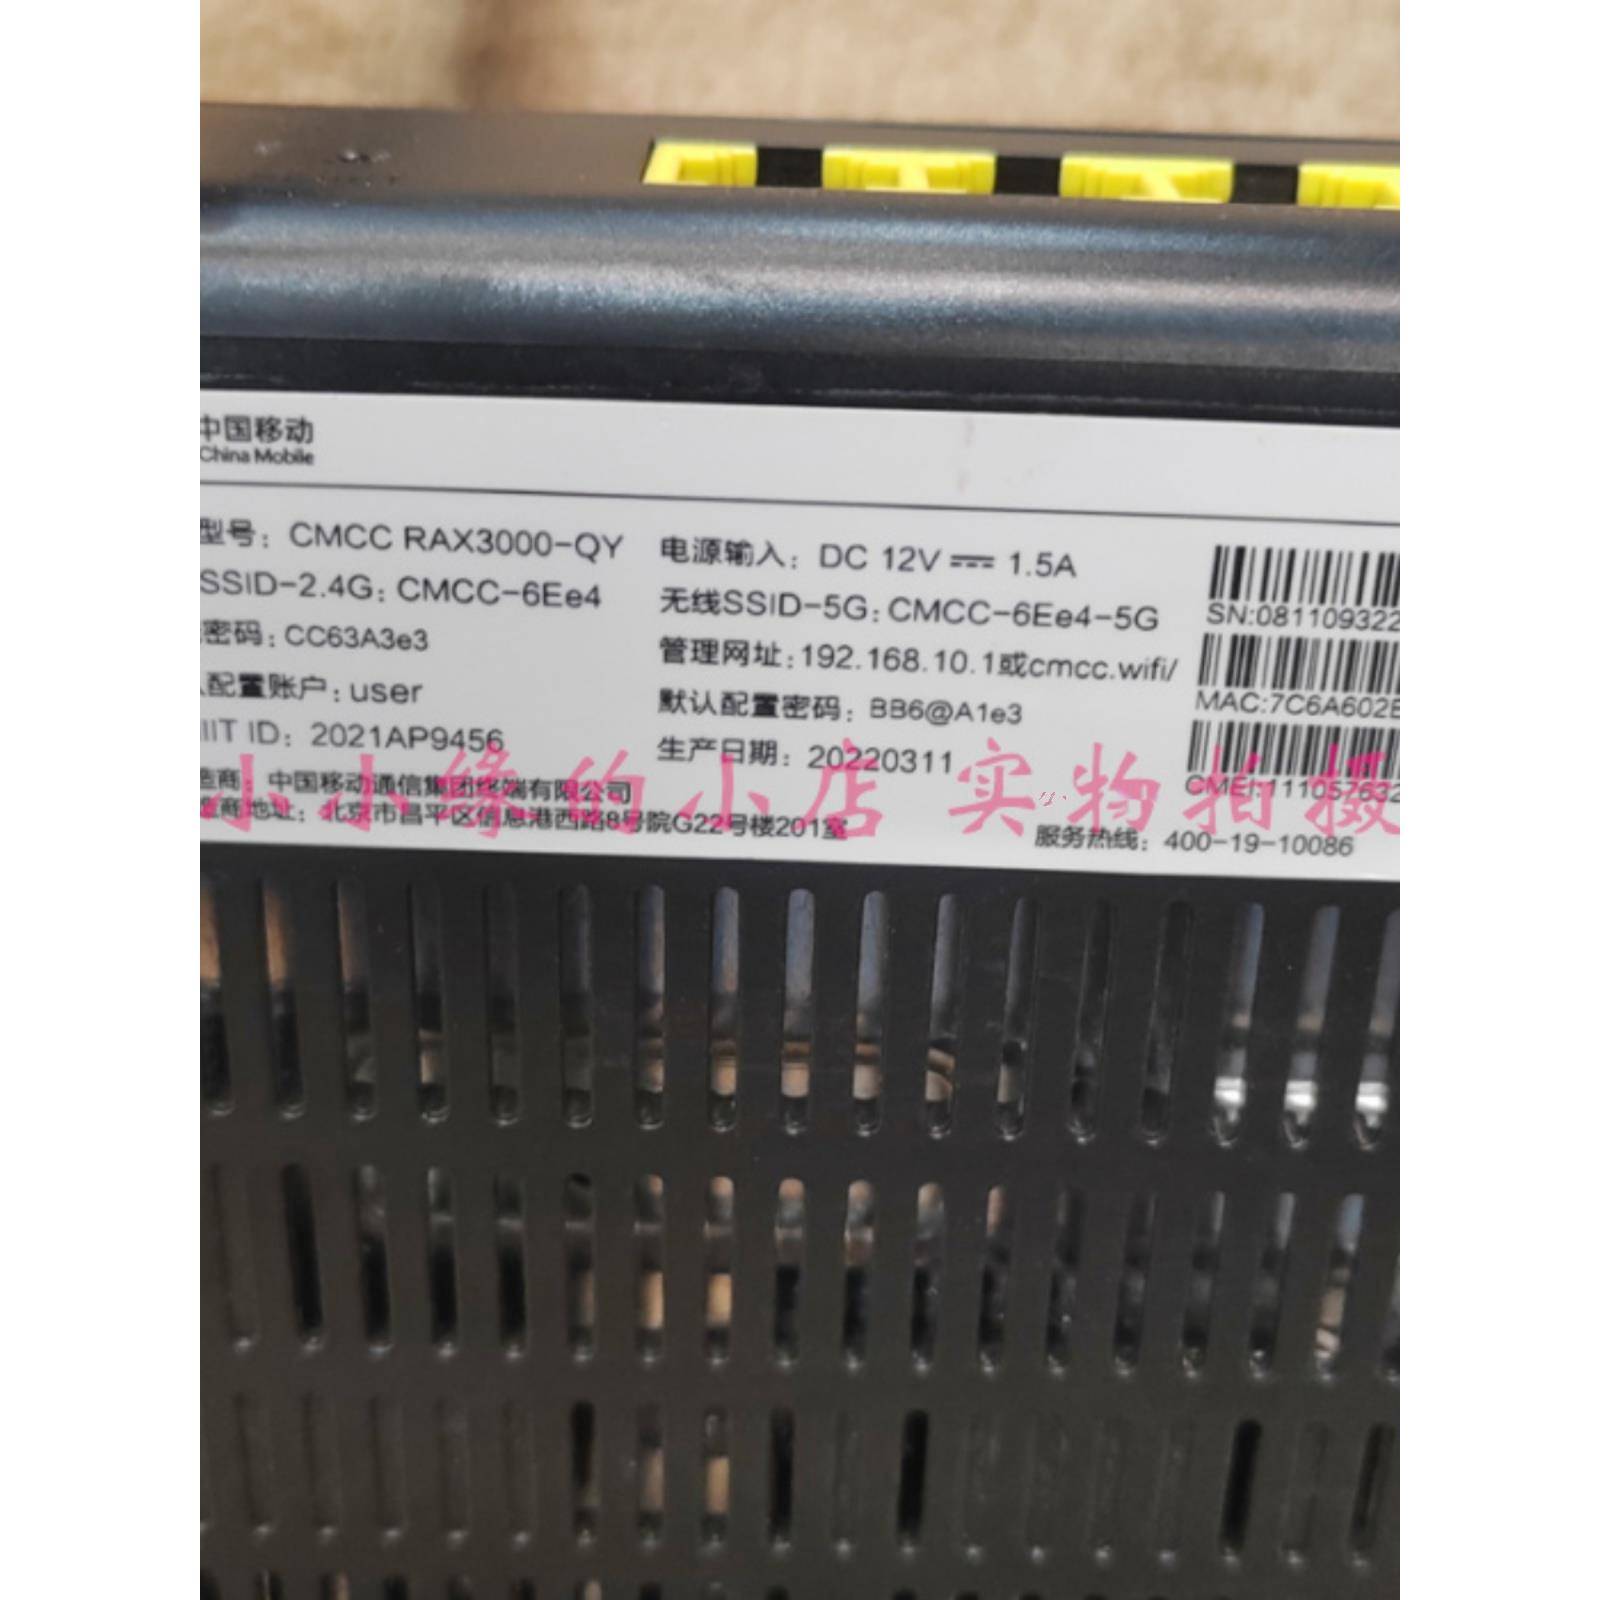 中国移动
China Mobile
型号：CMCC RAX3000-QY 电源输入：DC 12V 1.5A
SSID-2.4G：CMCC-6Ee4 无线SSID-5G：CMCC-6Ee4-5G
密码：CC63A3e3 管理网址：192.168.10.1或cmcc.wifi/
配置账户：user 默认配置密码：BB6@A1e3
IIT ID：2021AP9456 生产日期：20220311
造商：中国移动通信集团终端有限公司
造商地址：北京市昌平区信息港西路8号院G22号楼201室
服务热线：400-19-10086
SN:081109322
MAC:7C6A602E
CMEI:111057632
小小缘的小店 实物拍摄